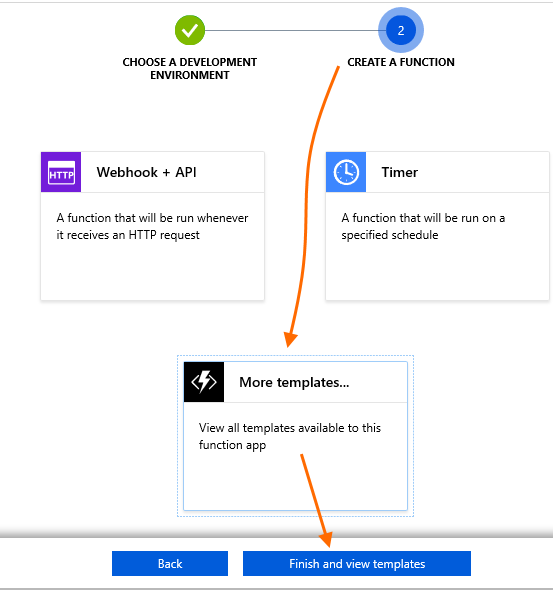 2
CHOOSE A DEVELOPMENT
ENVIRONMENT
CREATE A FUNCTION
HTTP
Webhook + API
A function that will be run whenever
it receives an HTTP request
Timer
A function that will be run on a
specified schedule
More templates...
View all templates available to this
function app
Back
Finish and view templates